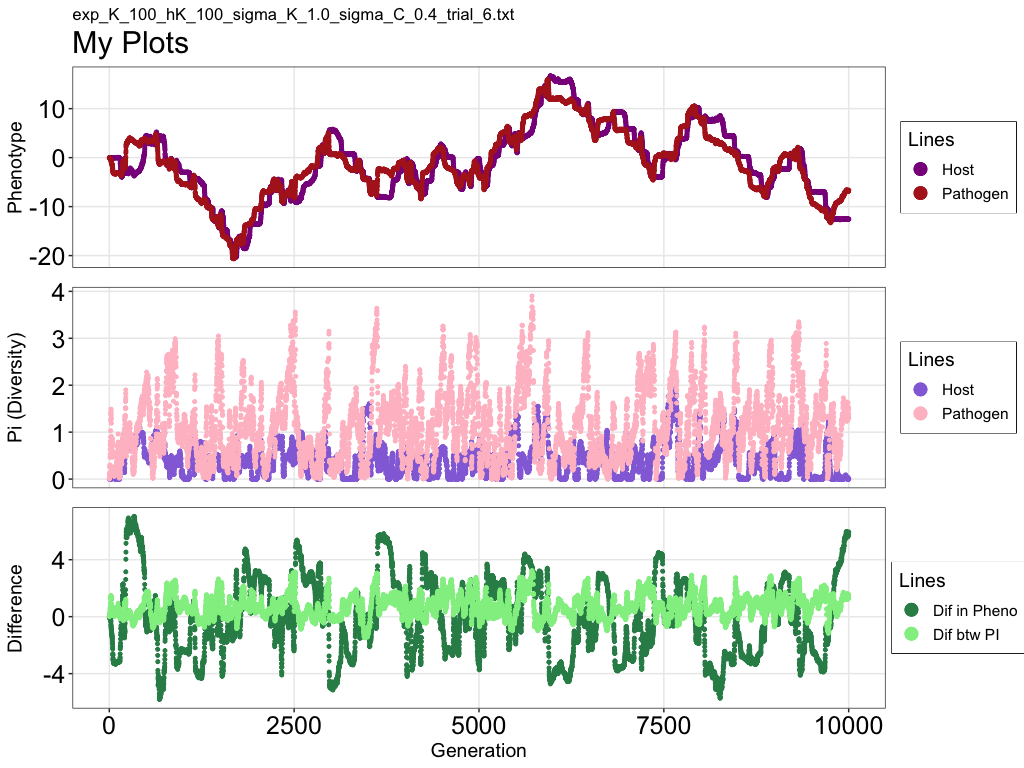 exp_K_100_hK_100_sigma_K_1.0_sigma_C_0.4_trial_6.txt
My Plots
Phenotype
10
0
-10
-20
Lines
Host
Pathogen
Pi (Diversity)
4
3
2
1
0
Lines
Host
Pathogen
Difference
4
0
-4
Lines
Dif in Pheno
Dif btw PI
0 2500 5000 7500 10000
Generation